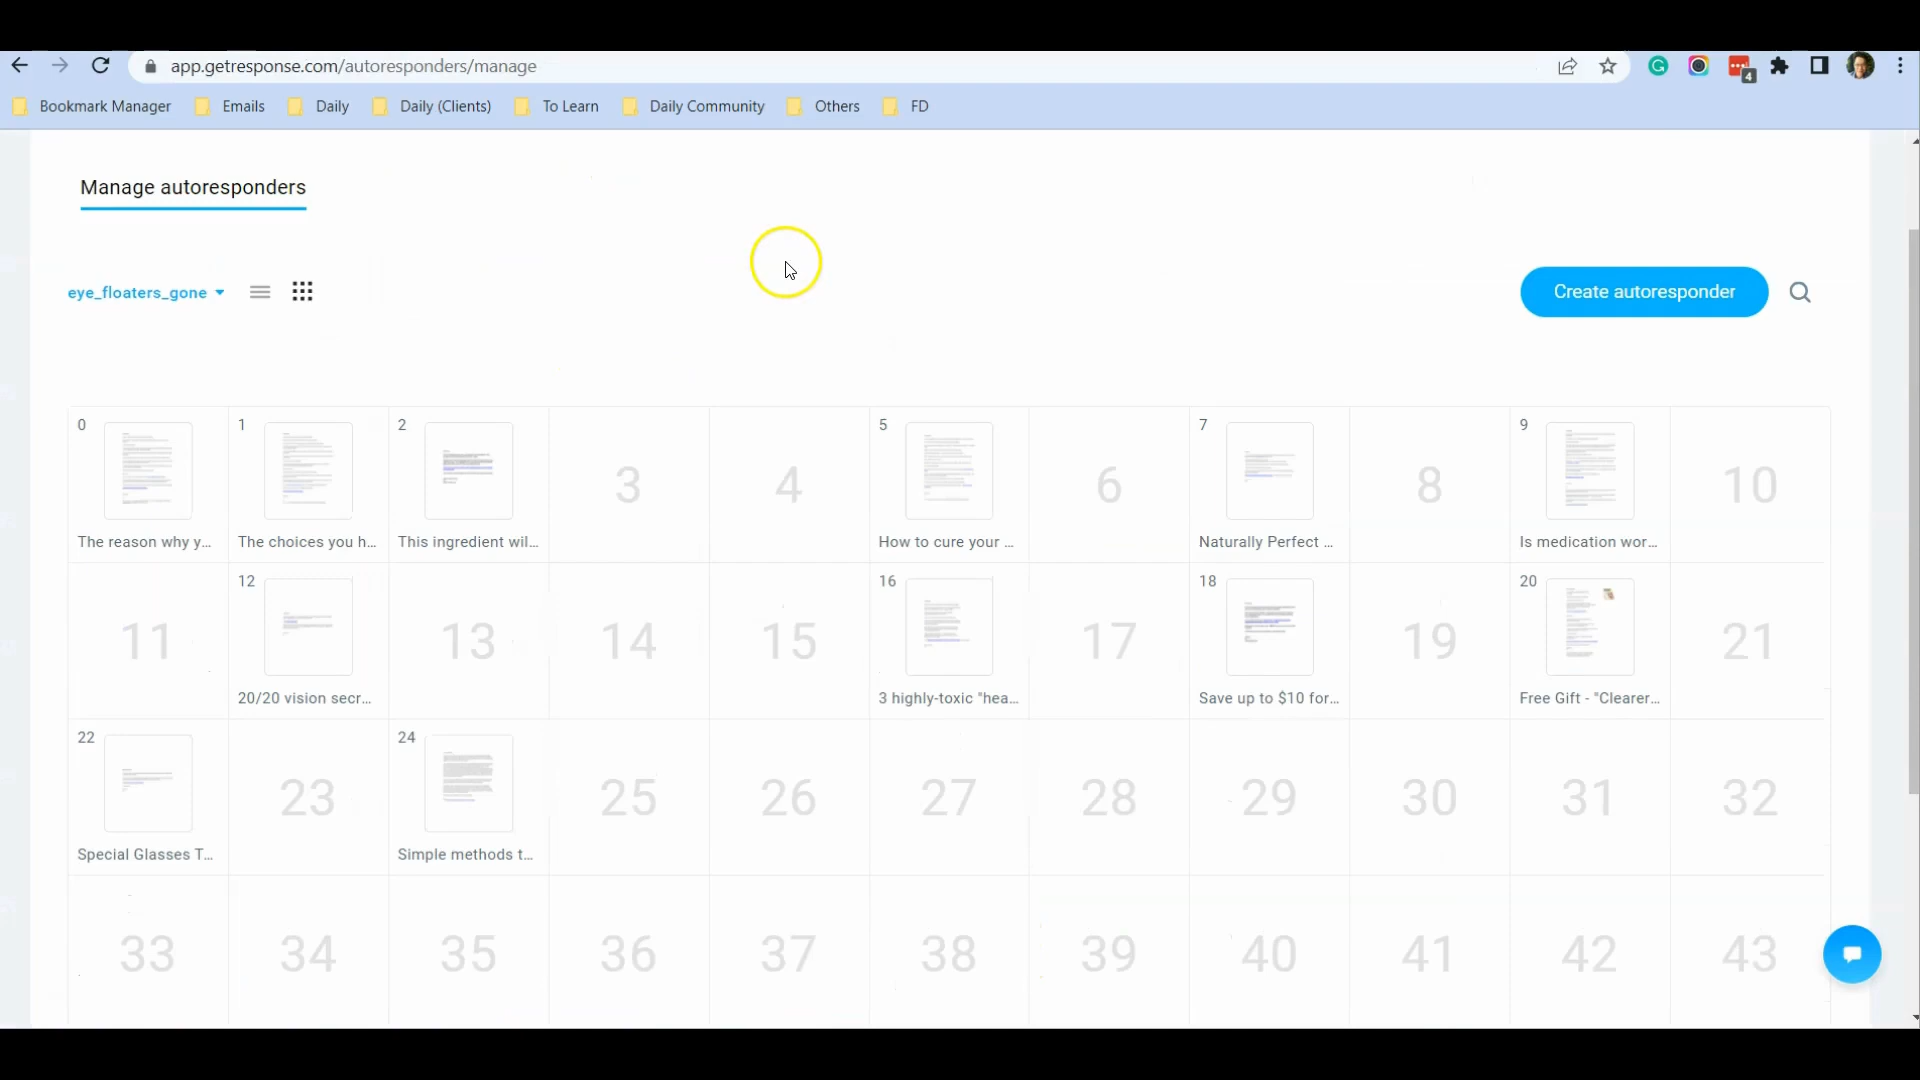 app.getresponse.com/autoresponders/manage
4
Bookmark Manager Emails Daily Daily (Clients) To Learn Daily Community Others FD
Manage autoresponders
eye_floaters_gone
Create autoresponder
0 1 2 3 4 5 6 7 8 9 10
The reason why y... The choices you h... This ingredient wil... How to cure your ... Naturally Perfect ... Is medication wor...
11 12 13 14 15 16 17 18 19 20 21
20/20 vision secr... 3 highly-toxic "hea... Save up to $10 for... Free Gift - "Clearer...
22 23 24 25 26 27 28 29 30 31 32
Special Glasses T... Simple methods t...
33 34 35 36 37 38 39 40 41 42 43